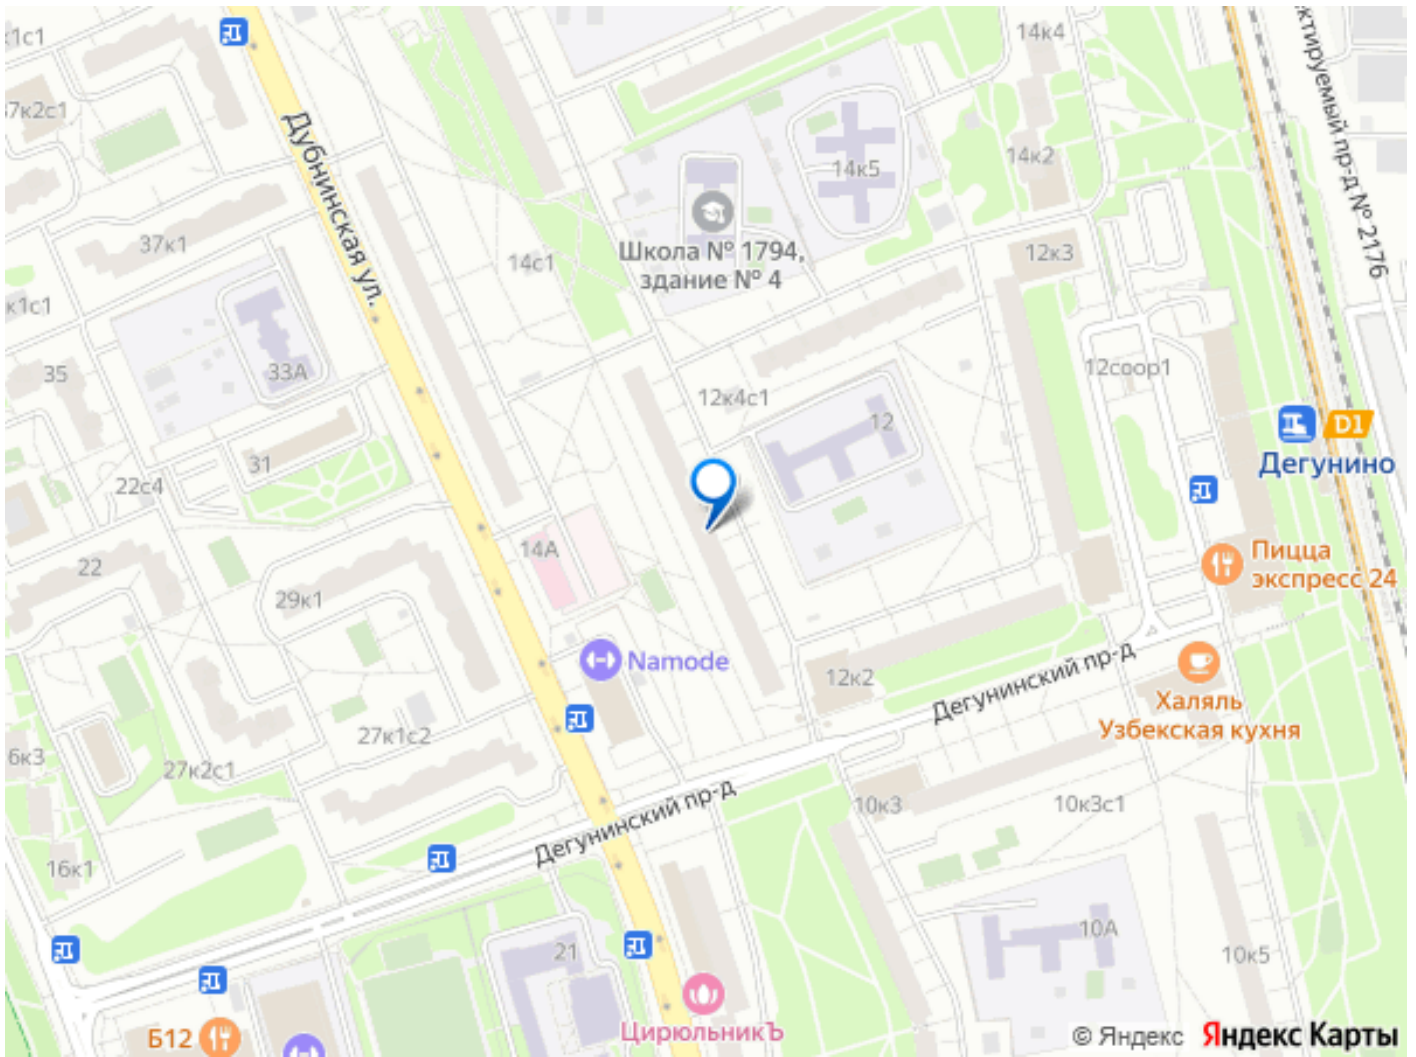 1с1
14к4
ктируемый пр-д № 2176
37к2с1
Дубнинская ул.
14к2
14к5
37к1
Школа № 1794,
здание № 4
14с1
12к3
к1с1
35
33А
12соор1
12к4с1
12
D1
Дегунино
31
22с4
14А
Пицца
экспресс 24
22
29к1
Namode
12к2
Дегунинский пр-д
Халяль
Узбекская кухня
27к1с2
6к3
27к2с1
Дегунинский пр-д
10к3
10к3с1
16к1
21
10А
10к5
Б12
ЦирюльникЪ
© Яндекс
Яндекс Карты